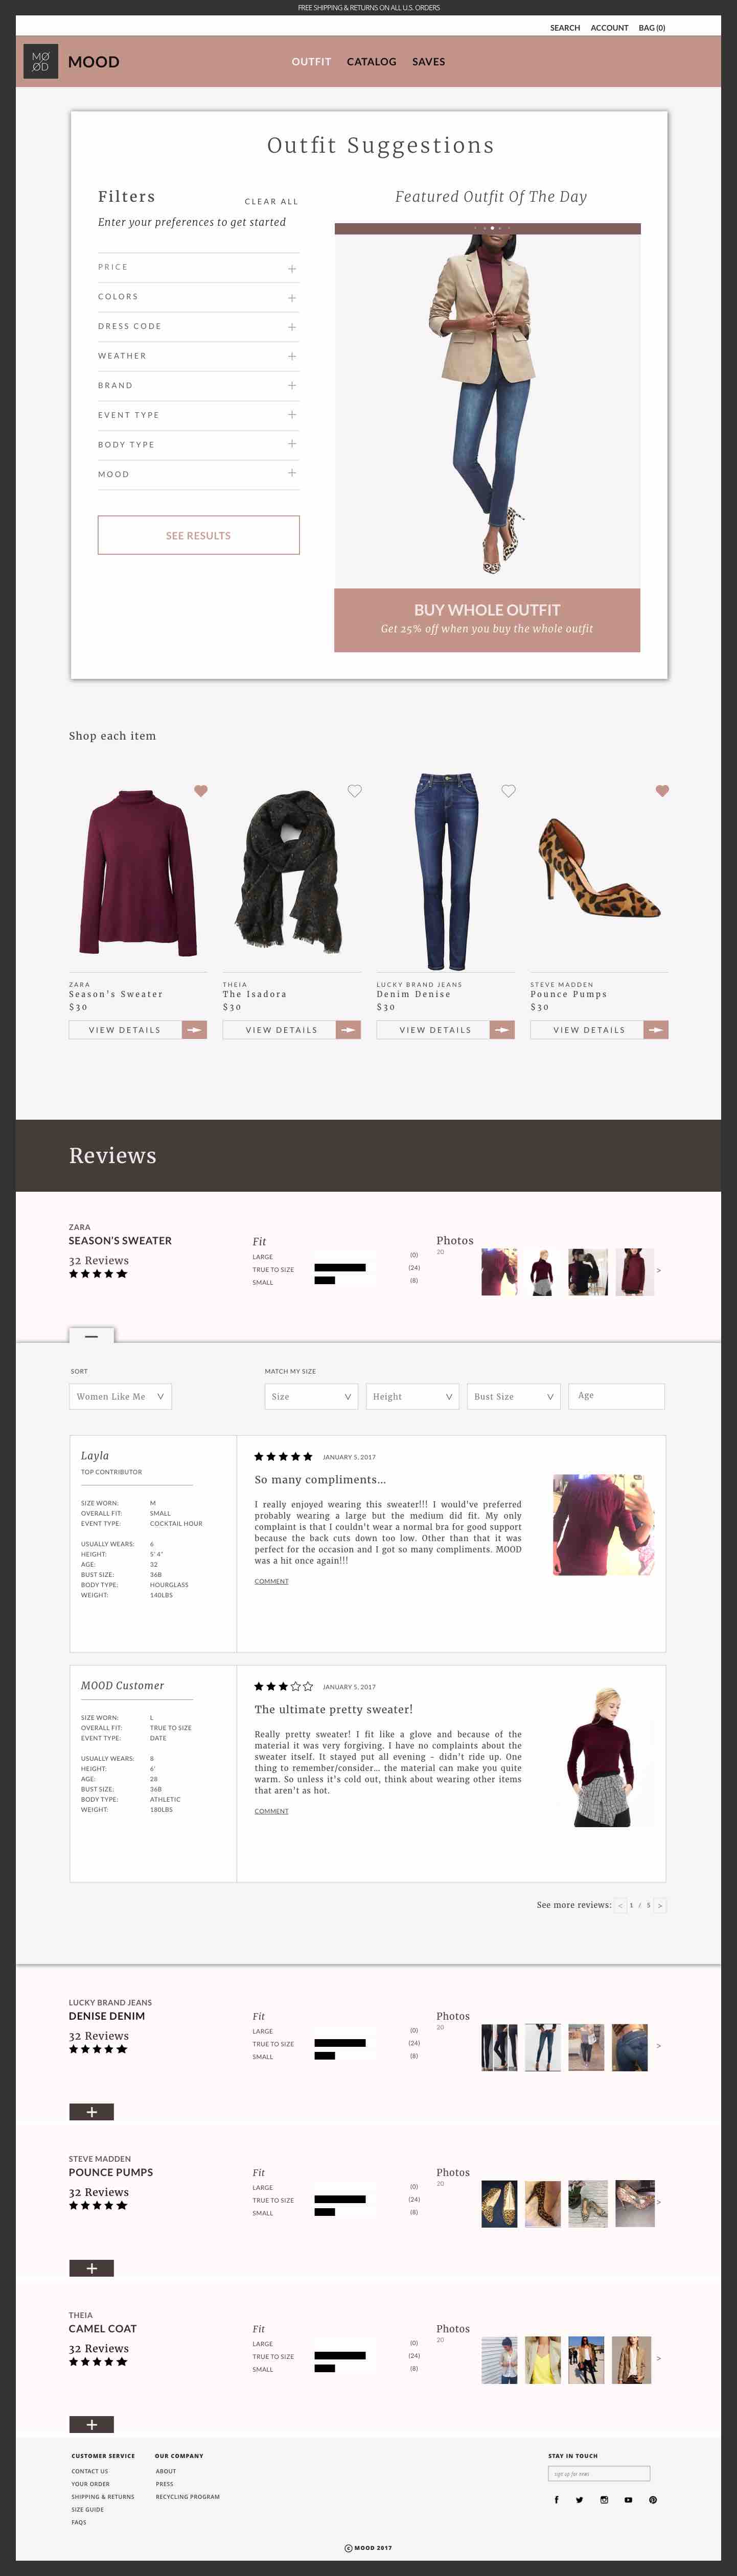 FREE SHIPPING & RETURNS ON ALL U.S. ORDERS
SEARCH ACCOUNT BAG (0)
MØ
ØD
MOOD
OUTFIT CATALOG SAVES
Outfit Suggestions
Filters
CLEAR ALL
Enter your preferences to get started
PRICE +
COLORS +
DRESS CODE +
WEATHER +
BRAND +
EVENT TYPE +
BODY TYPE +
MOOD +
SEE RESULTS
Featured Outfit Of The Day
BUY WHOLE OUTFIT
Get 25% off when you buy the whole outfit
Shop each item
ZARA
Season's Sweater
$30
VIEW DETAILS
THEIA
The Isadora
$30
VIEW DETAILS
LUCKY BRAND JEANS
Denim Denise
$30
VIEW DETAILS
STEVE MADDEN
Pounce Pumps
$30
VIEW DETAILS
Reviews
ZARA
SEASON'S SWEATER
32 Reviews
Fit
LARGE (0)
TRUE TO SIZE (24)
SMALL (8)
Photos
20
>
SORT
Women Like Me V
MATCH MY SIZE
Size V
Height V
Bust Size V
Age
Layla
TOP CONTRIBUTOR
SIZE WORN: M
OVERALL FIT: SMALL
EVENT TYPE: COCKTAIL HOUR
USUALLY WEARS: 6
HEIGHT: 5' 4"
AGE: 32
BUST SIZE: 36B
BODY TYPE: HOURGLASS
WEIGHT: 140LBS
JANUARY 5, 2017
So many compliments...
I really enjoyed wearing this sweater!!! I would've preferred
probably wearing a large but the medium did fit. My only
complaint is that I couldn't wear a normal bra for good support
because the back cuts down too low. Other than that it was
perfect for the occasion and I got so many compliments. MOOD
was a hit once again!!!
COMMENT
MOOD Customer
SIZE WORN: L
OVERALL FIT: TRUE TO SIZE
EVENT TYPE: DATE
USUALLY WEARS: 8
HEIGHT: 6'
AGE: 28
BUST SIZE: 36B
BODY TYPE: ATHLETIC
WEIGHT: 180LBS
JANUARY 5, 2017
The ultimate pretty sweater!
Really pretty sweater! I fit like a glove and because of the
material it was very forgiving. I have no complaints about the
sweater itself. It stayed put all evening - didn't ride up. One
thing to remember/consider... the material can make you quite
warm. So unless it's cold out, think about wearing other items
that aren't as hot.
COMMENT
See more reviews: < 1 / 5 >
LUCKY BRAND JEANS
DENISE DENIM
32 Reviews
Fit
LARGE (0)
TRUE TO SIZE (24)
SMALL (8)
Photos
20
>
+
STEVE MADDEN
POUNCE PUMPS
32 Reviews
Fit
LARGE (0)
TRUE TO SIZE (24)
SMALL (8)
Photos
20
>
+
THEIA
CAMEL COAT
32 Reviews
Fit
LARGE (0)
TRUE TO SIZE (24)
SMALL (8)
Photos
20
>
+
CUSTOMER SERVICE
CONTACT US
YOUR ORDER
SHIPPING & RETURNS
SIZE GUIDE
FAQS
OUR COMPANY
ABOUT
PRESS
RECYCLING PROGRAM
STAY IN TOUCH
sign up for news
© MOOD 2017